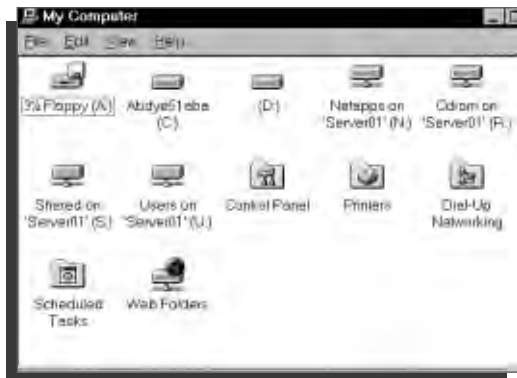 My Computer
File Edit View Help
3½ Floppy (A:)
(C:)
(D:)
Netapps on
'Server01' (N:)
Cdrom on
'Server01' (R:)
Shared on
'Server01' (S:)
Users on
'Server01' (U:)
Control Panel
Printers
Dial-Up
Networking
Scheduled
Tasks
Web Folders